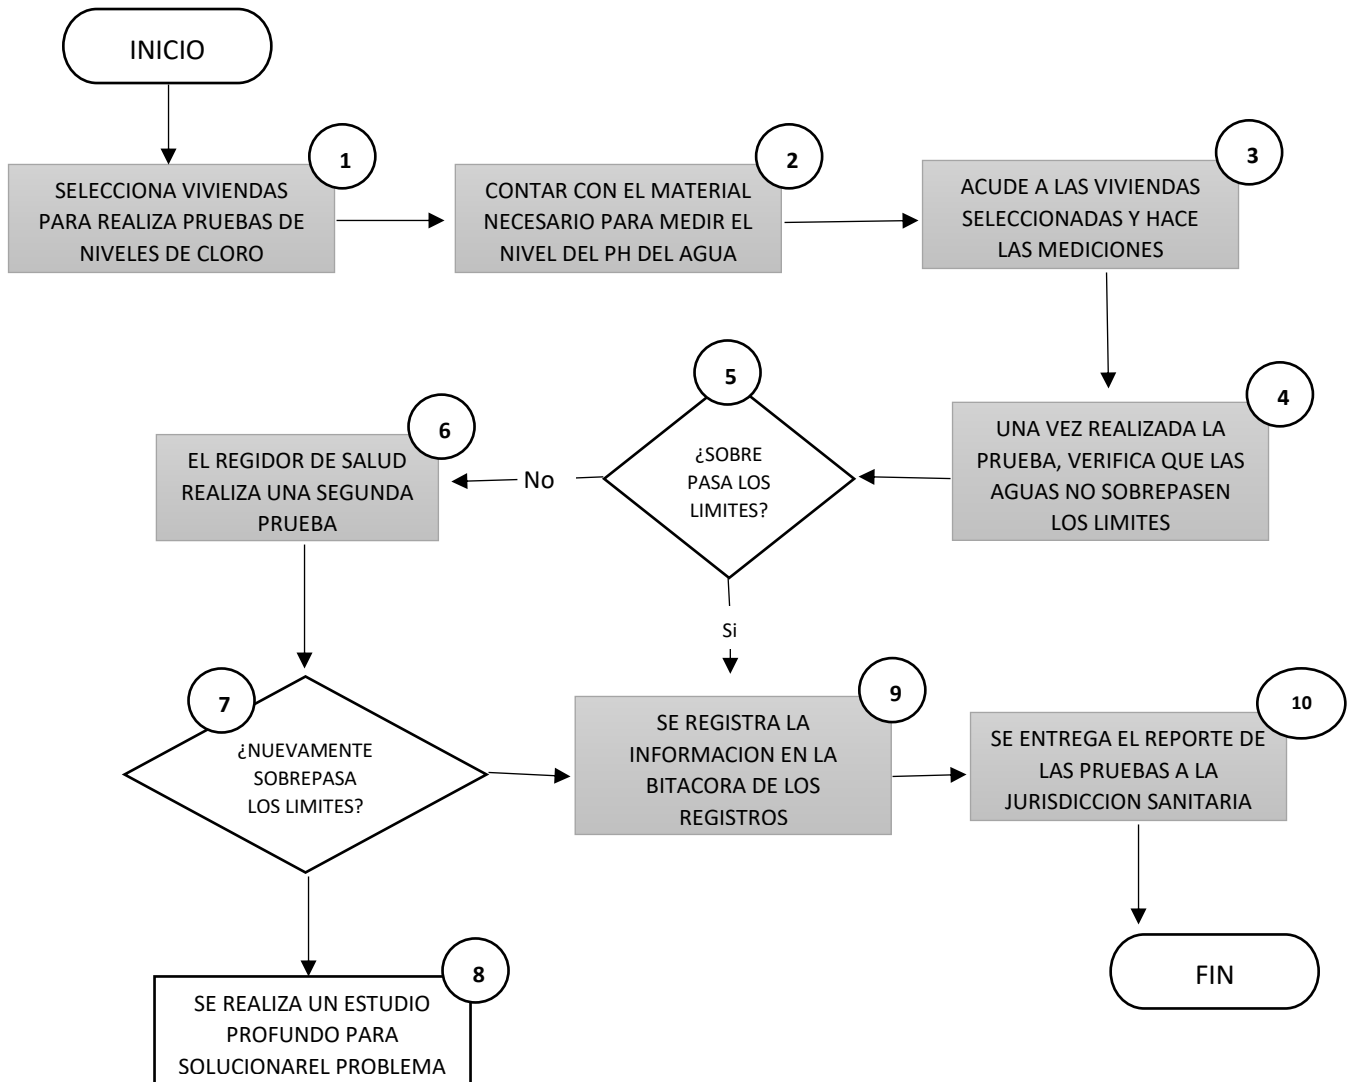 INICIO
1
SELECCIONA VIVIENDAS
PARA REALIZA PRUEBAS DE
NIVELES DE CLORO
2
CONTAR CON EL MATERIAL
NECESARIO PARA MEDIR EL
NIVEL DEL PH DEL AGUA
3
ACUDE A LAS VIVIENDAS
SELECCIONADAS Y HACE
LAS MEDICIONES
4
UNA VEZ REALIZADA LA
PRUEBA, VERIFICA QUE LAS
AGUAS NO SOBREPASEN
LOS LIMITES
5
¿SOBRE
PASA LOS
LIMITES?
No
Si
6
EL REGIDOR DE SALUD
REALIZA UNA SEGUNDA
PRUEBA
7
¿NUEVAMENTE
SOBREPASA
LOS LIMITES?
8
SE REALIZA UN ESTUDIO
PROFUNDO PARA
SOLUCIONAREL PROBLEMA
9
SE REGISTRA LA
INFORMACION EN LA
BITACORA DE LOS
REGISTROS
10
SE ENTREGA EL REPORTE DE
LAS PRUEBAS A LA
JURISDICCION SANITARIA
FIN